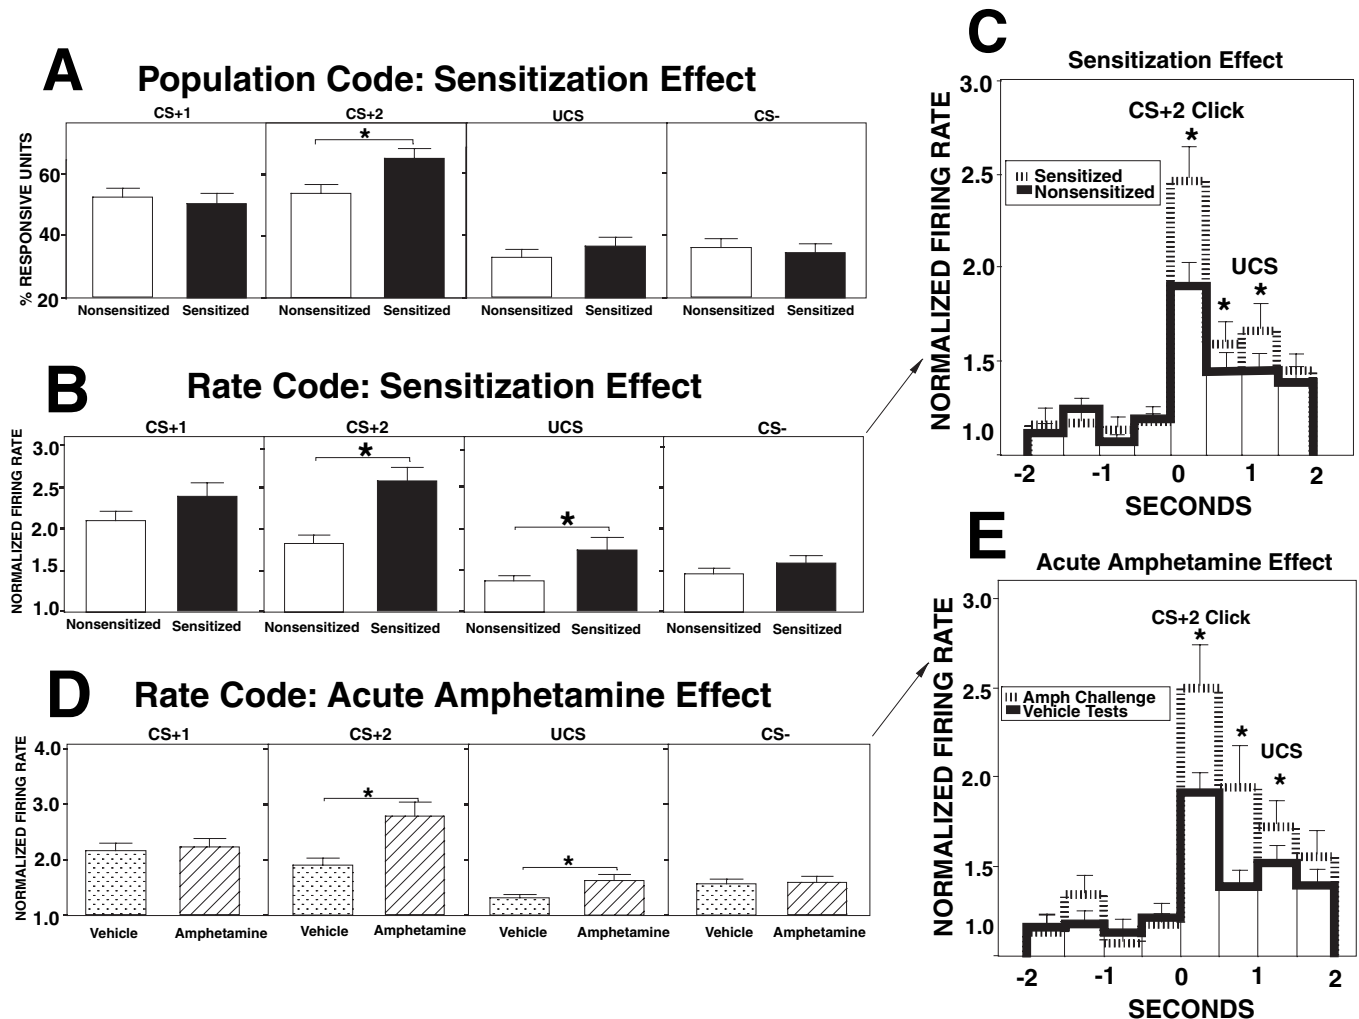 A
Population Code: Sensitization Effect
CS+1
CS+2
UCS
CS-
*
% RESPONSIVE UNITS
60
40
20
Nonsensitized
Sensitized
Nonsensitized
Sensitized
Nonsensitized
Sensitized
Nonsensitized
Sensitized
B
Rate Code: Sensitization Effect
CS+1
CS+2
UCS
CS-
*
*
NORMALIZED FIRING RATE
3.0
2.5
2.0
1.5
1.0
Nonsensitized
Sensitized
Nonsensitized
Sensitized
Nonsensitized
Sensitized
Nonsensitized
Sensitized
D
Rate Code: Acute Amphetamine Effect
CS+1
CS+2
UCS
CS-
*
*
NORMALIZED FIRING RATE
4.0
3.0
2.0
1.0
Vehicle
Amphetamine
Vehicle
Amphetamine
Vehicle
Amphetamine
Vehicle
Amphetamine
C
Sensitization Effect
NORMALIZED FIRING RATE
3.0
2.5
2.0
1.5
1.0
CS+2 Click
*
Sensitized
Nonsensitized
UCS
*
*
-2
-1
0
1
2
SECONDS
E
Acute Amphetamine Effect
NORMALIZED FIRING RATE
3.0
2.5
2.0
1.5
1.0
CS+2 Click
*
Amph Challenge
Vehicle Tests
*
UCS
*
-2
-1
0
1
2
SECONDS